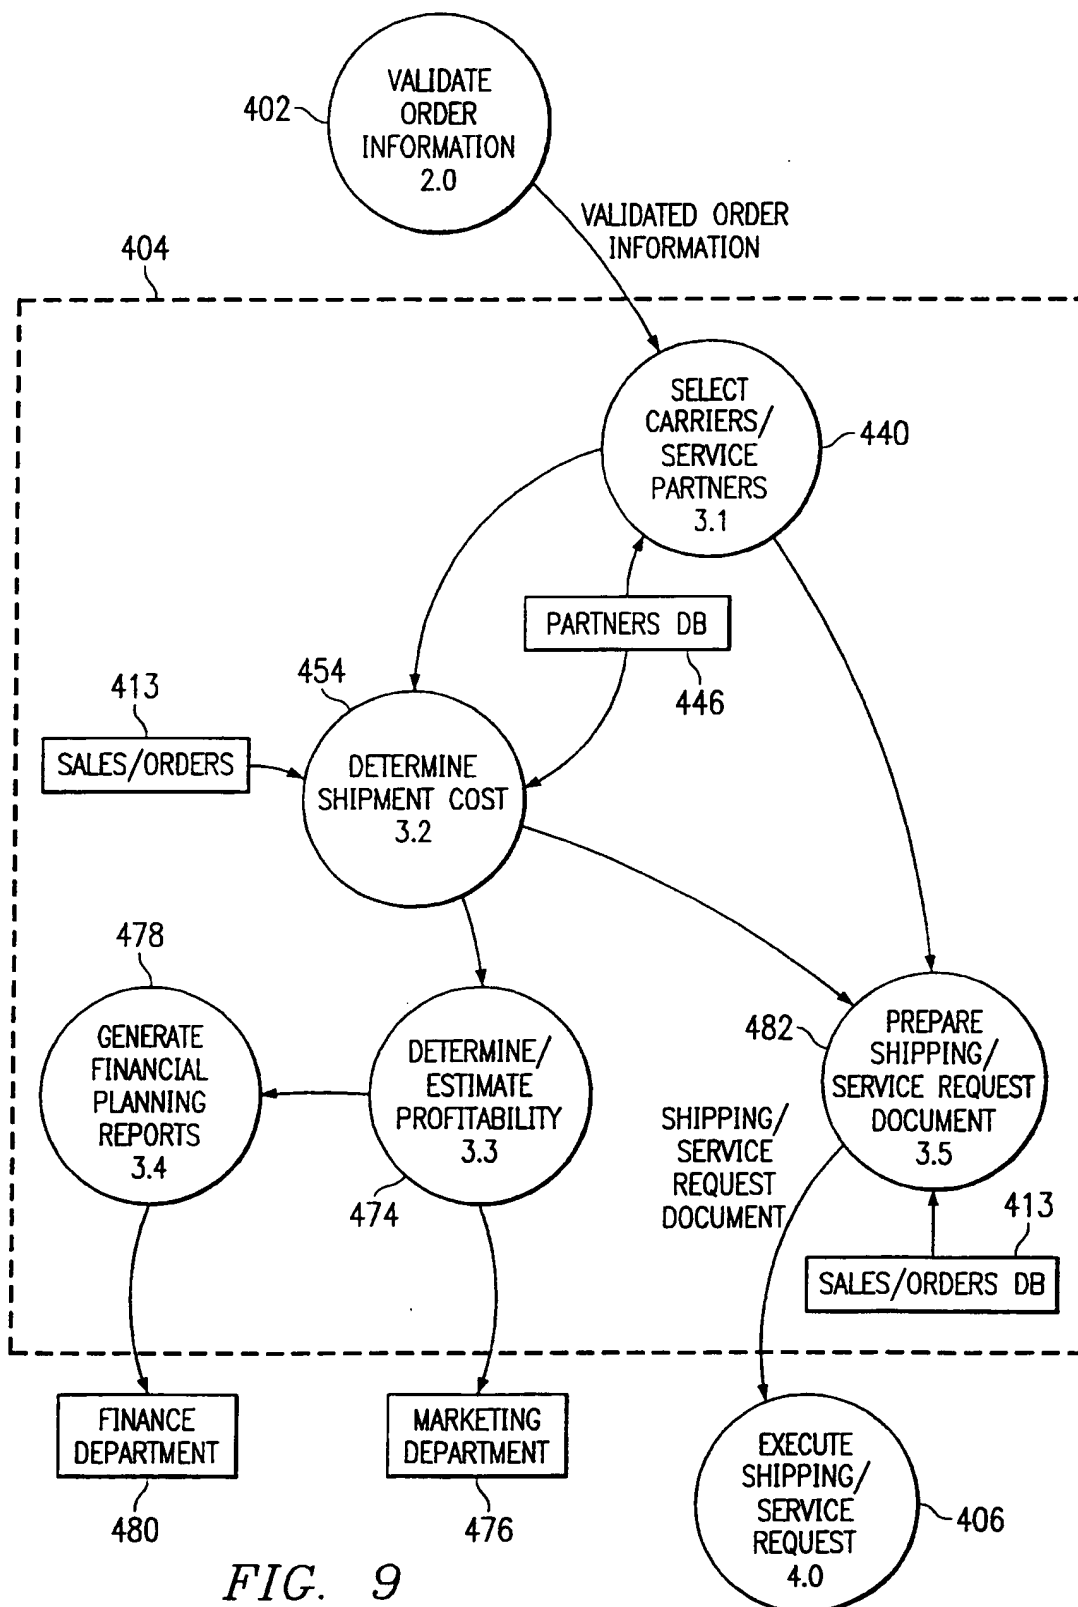 VALIDATE
ORDER
INFORMATION
2.0
402
VALIDATED ORDER
INFORMATION
404
SELECT
CARRIERS/
SERVICE
PARTNERS
3.1
440
PARTNERS DB
446
454
413
SALES/ORDERS
DETERMINE
SHIPMENT COST
3.2
478
GENERATE
FINANCIAL
PLANNING
REPORTS
3.4
DETERMINE/
ESTIMATE
PROFITABILITY
3.3
474
482
PREPARE
SHIPPING/
SERVICE REQUEST
DOCUMENT
3.5
SHIPPING/
SERVICE
REQUEST
DOCUMENT
413
SALES/ORDERS DB
FINANCE
DEPARTMENT
480
MARKETING
DEPARTMENT
476
EXECUTE
SHIPPING/
SERVICE
REQUEST
4.0
406
FIG. 9